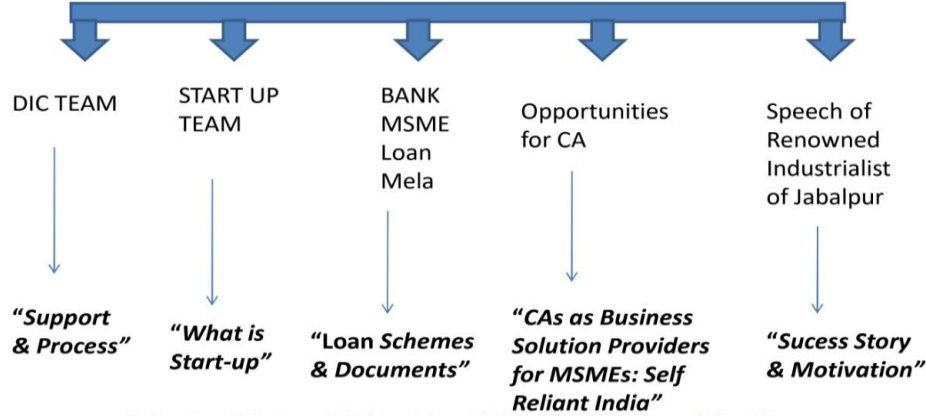 DIC TEAM
START UP
TEAM
BANK
MSME
Loan
Mela
Opportunities
for CA
Speech of
Renowned
Industrialist
of Jabalpur
“Support
& Process”
“What is
Start-up”
“Loan Schemes
& Documents”
“CAs as Business
Solution Providers
for MSMEs: Self
Reliant India”
“Sucess Story
& Motivation”